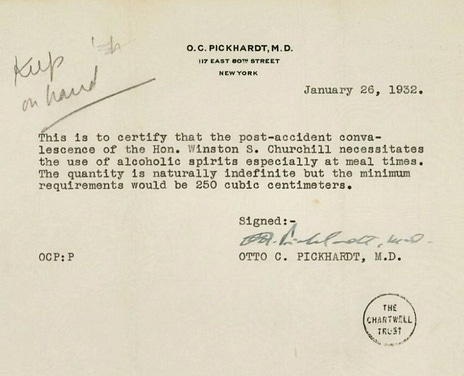 O. C. PICKHARDT, M.D.
117 EAST 80TH STREET
NEW YORK
Keep
on hand
January 26, 1932.
This is to certify that the post-accident conva-
lescence of the Hon. Winston S. Churchill necessitates
the use of alcoholic spirits especially at meal times.
The quantity is naturally indefinite but the minimum
requirements would be 250 cubic centimeters.
Signed:-
O.C. Pickhardt, M.D.
OCP:P OTTO C. PICKHARDT, M.D.
THE
CHARTWELL
TRUST